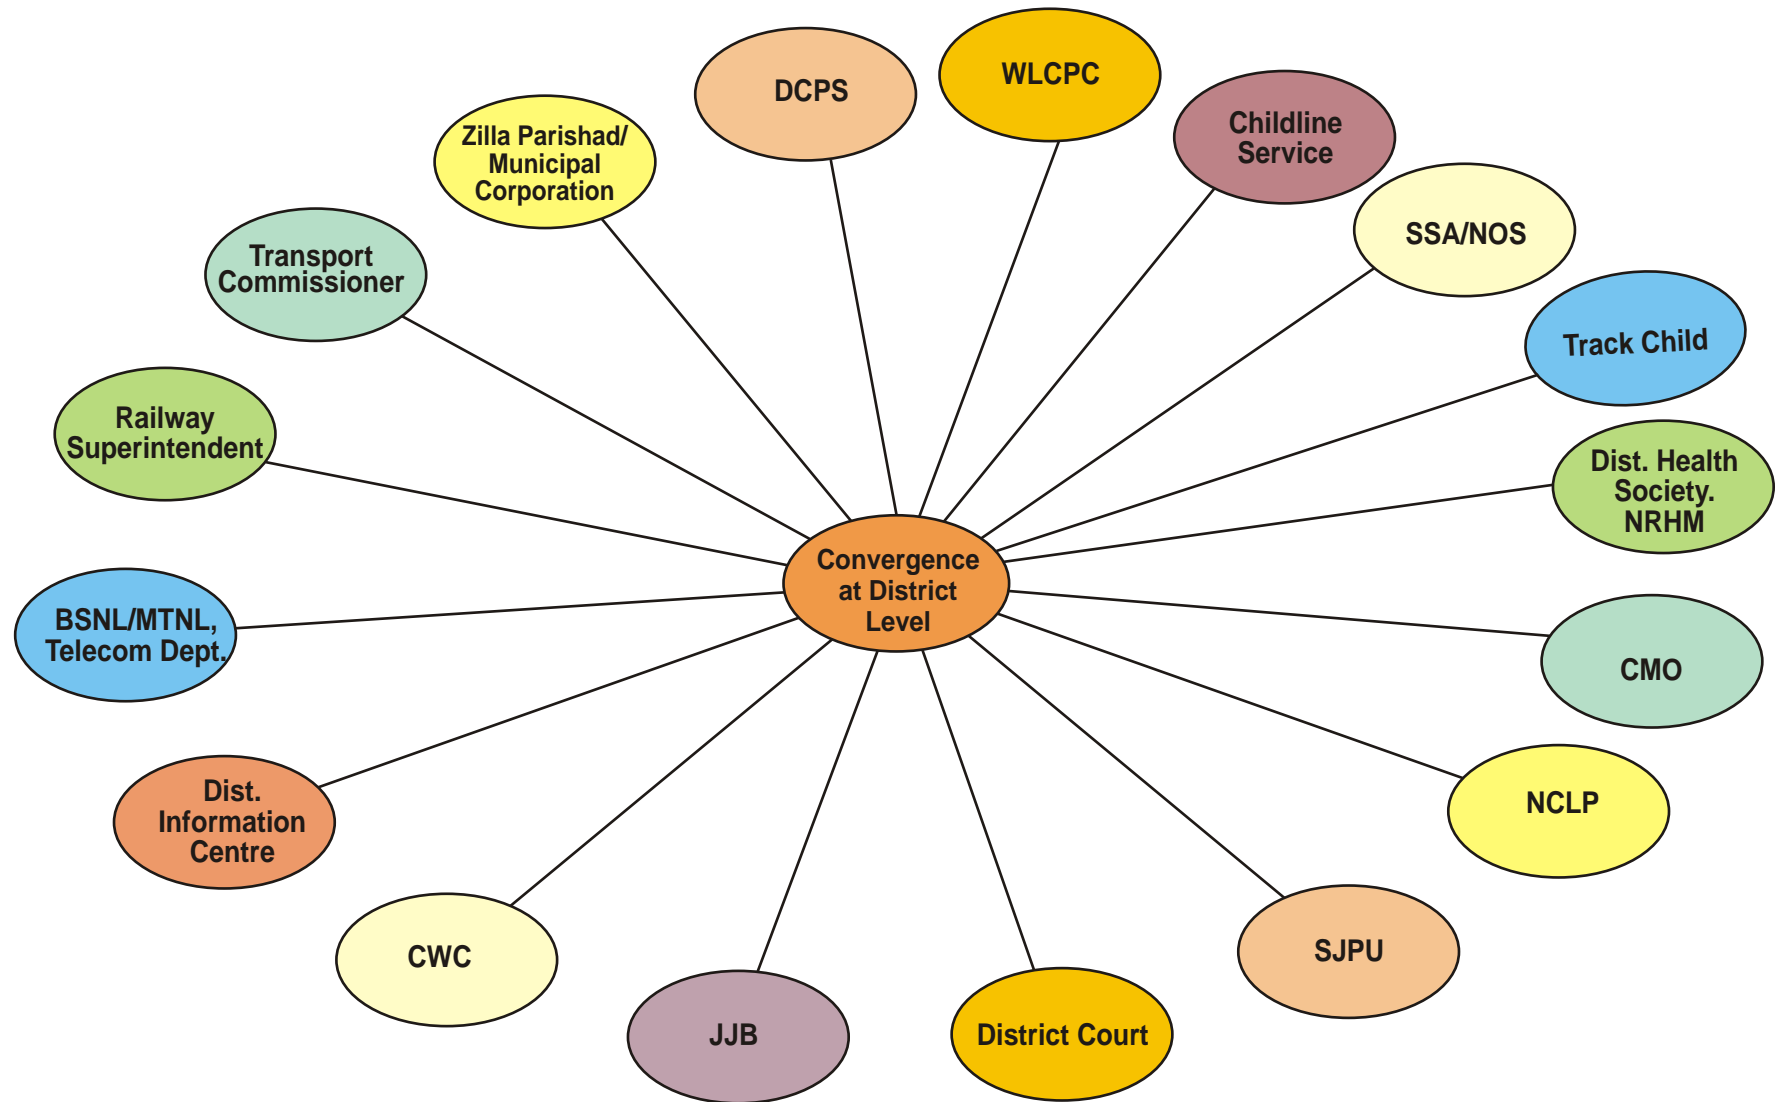 DCPS
WLCPC
Childline
Service
Zilla Parishad/
Municipal
Corporation
SSA/NOS
Transport
Commissioner
Track Child
Railway
Superintendent
Dist. Health
Society.
NRHM
Convergence
at District
Level
BSNL/MTNL,
Telecom Dept.
CMO
Dist.
Information
Centre
NCLP
CWC
SJPU
JJB
District Court